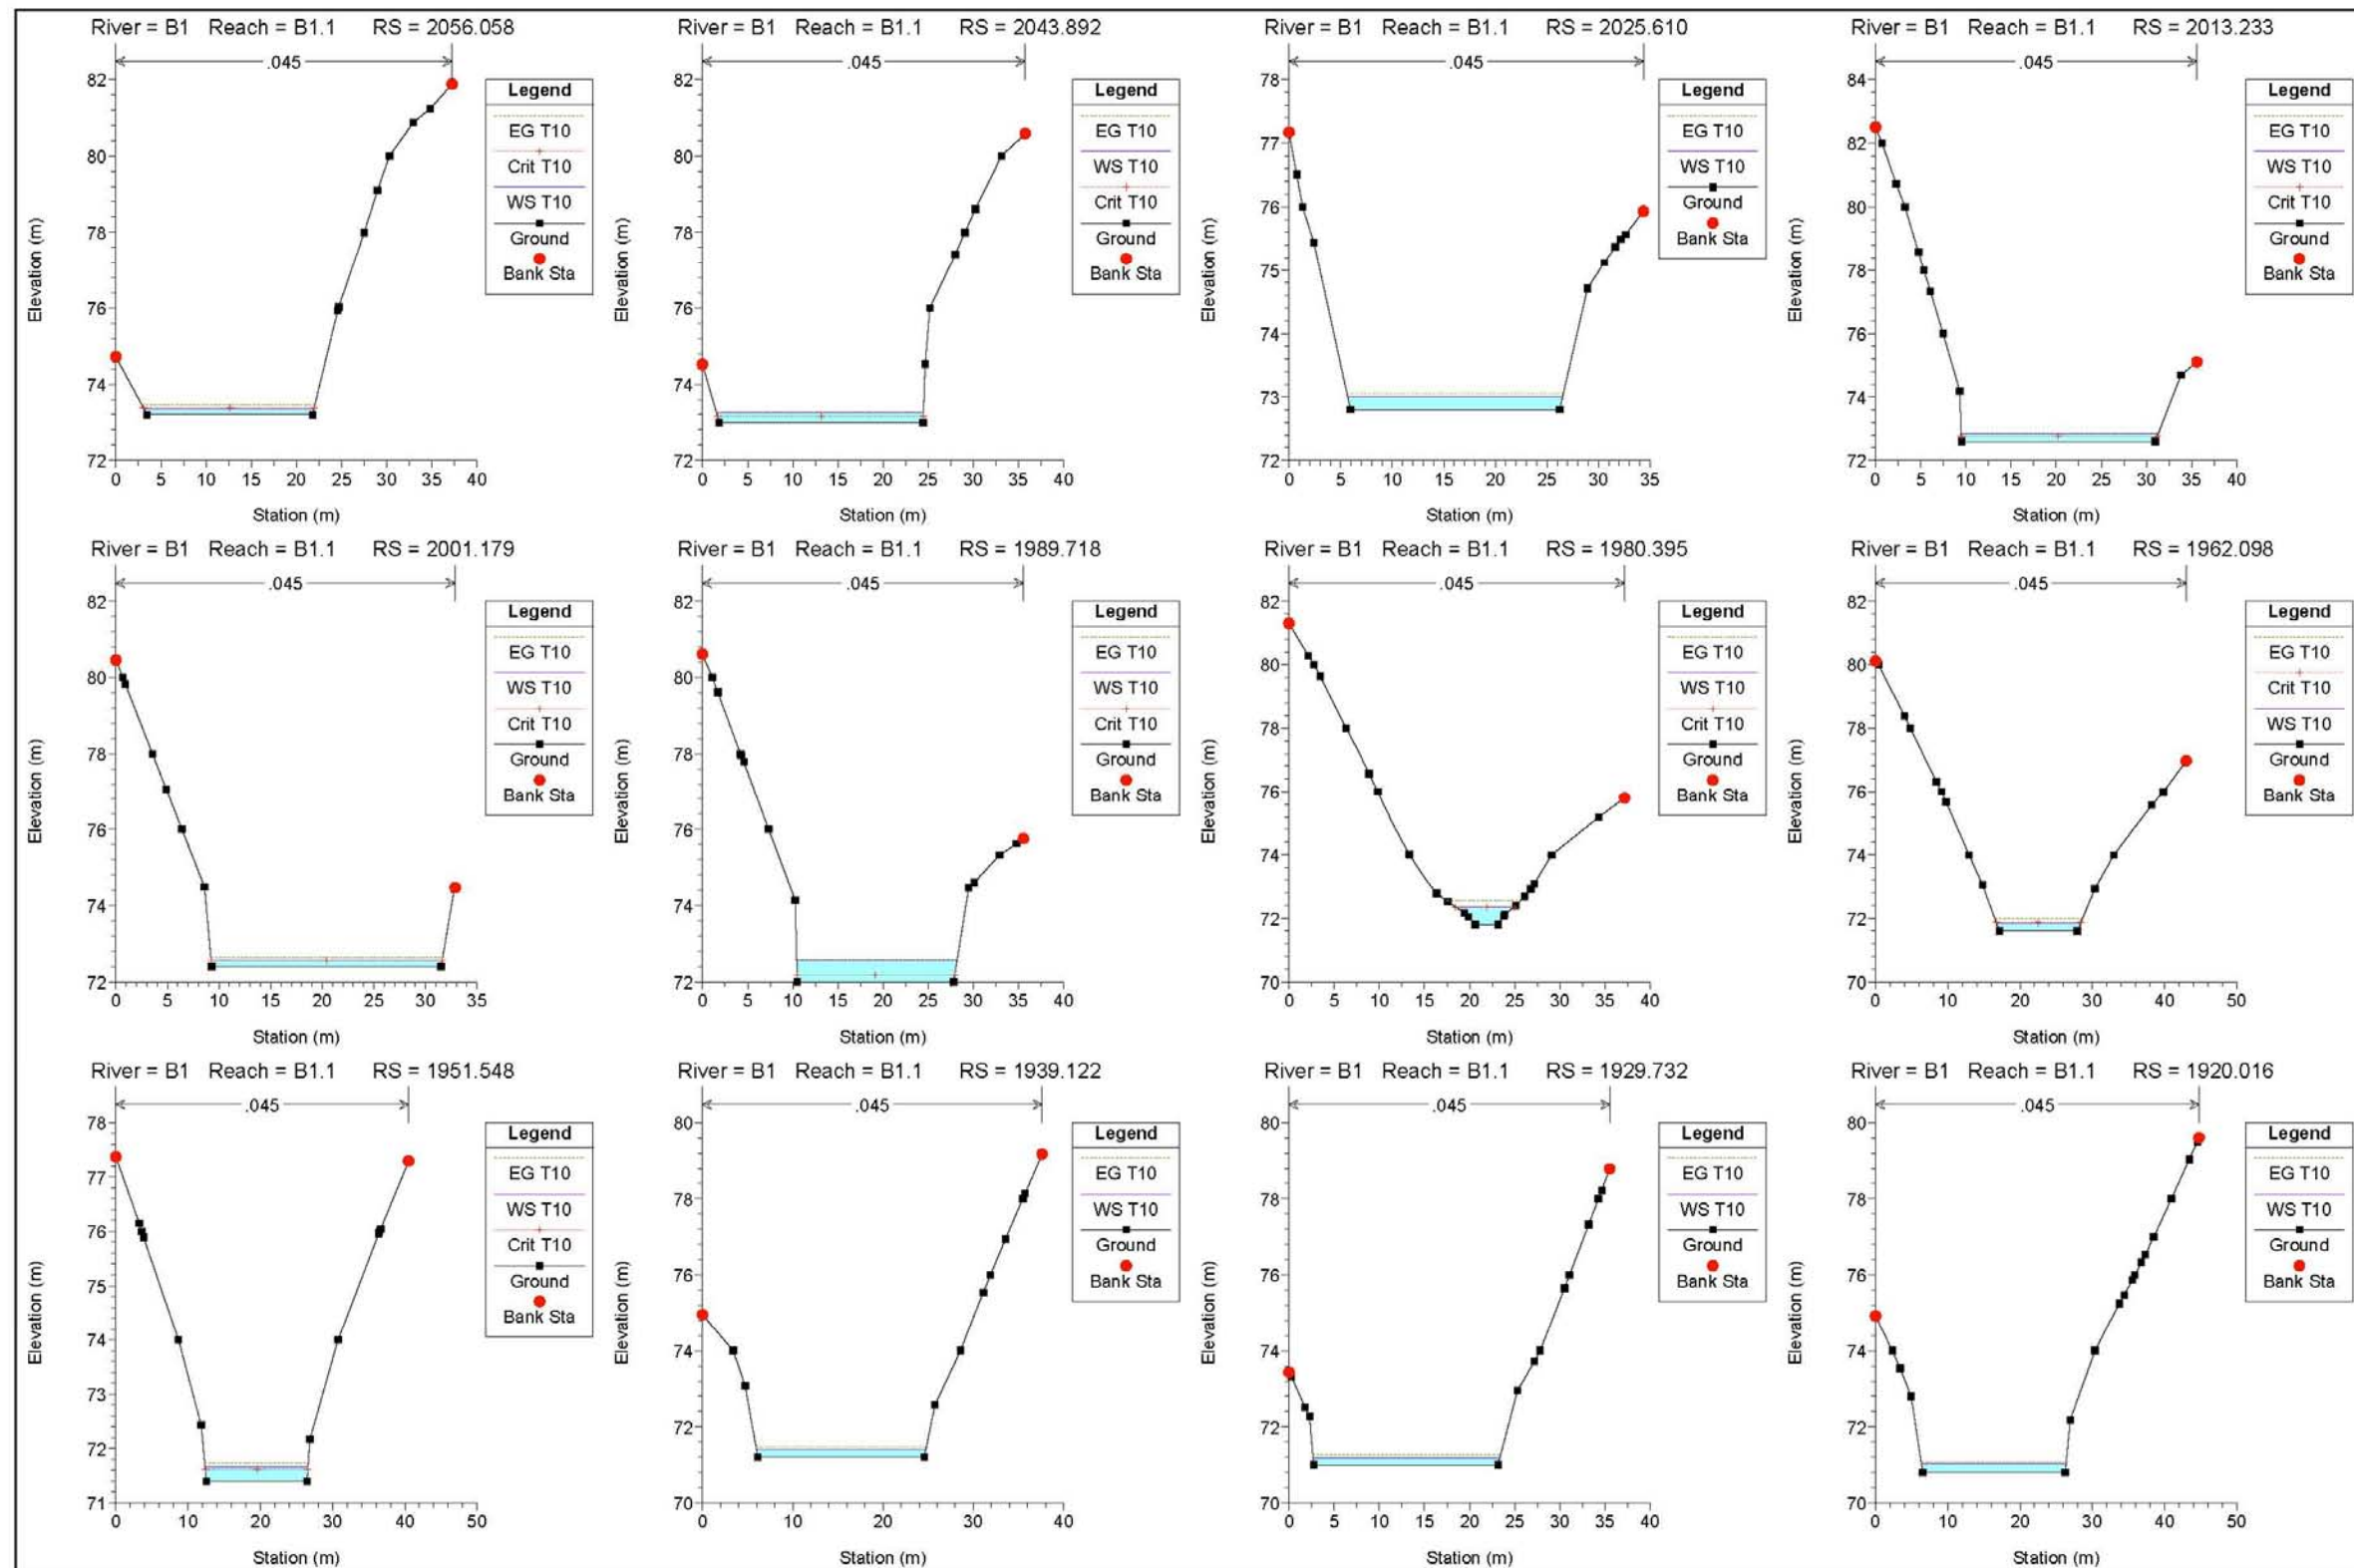 River = B1 Reach = B1.1 RS = 2056.058
.045
Elevation (m)
82
80
78
76
74
72
0 5 10 15 20 25 30 35 40
Station (m)
Legend
EG T10
Crit T10
WS T10
Ground
Bank Sta
River = B1 Reach = B1.1 RS = 2043.892
.045
Elevation (m)
82
80
78
76
74
72
0 5 10 15 20 25 30 35 40
Station (m)
Legend
EG T10
WS T10
Crit T10
Ground
Bank Sta
River = B1 Reach = B1.1 RS = 2025.610
.045
Elevation (m)
78
77
76
75
74
73
72
0 5 10 15 20 25 30 35
Station (m)
Legend
EG T10
WS T10
Ground
Bank Sta
River = B1 Reach = B1.1 RS = 2013.233
.045
Elevation (m)
84
82
80
78
76
74
72
0 5 10 15 20 25 30 35 40
Station (m)
Legend
EG T10
WS T10
Crit T10
Ground
Bank Sta
River = B1 Reach = B1.1 RS = 2001.179
.045
Elevation (m)
82
80
78
76
74
72
0 5 10 15 20 25 30 35
Station (m)
Legend
EG T10
WS T10
Crit T10
Ground
Bank Sta
River = B1 Reach = B1.1 RS = 1989.718
.045
Elevation (m)
82
80
78
76
74
72
0 5 10 15 20 25 30 35 40
Station (m)
Legend
EG T10
WS T10
Crit T10
Ground
Bank Sta
River = B1 Reach = B1.1 RS = 1980.395
.045
Elevation (m)
82
80
78
76
74
72
70
0 5 10 15 20 25 30 35 40
Station (m)
Legend
EG T10
WS T10
Crit T10
Ground
Bank Sta
River = B1 Reach = B1.1 RS = 1962.098
.045
Elevation (m)
82
80
78
76
74
72
70
0 10 20 30 40 50
Station (m)
Legend
EG T10
Crit T10
WS T10
Ground
Bank Sta
River = B1 Reach = B1.1 RS = 1951.548
.045
Elevation (m)
78
77
76
75
74
73
72
71
0 10 20 30 40 50
Station (m)
Legend
EG T10
WS T10
Crit T10
Ground
Bank Sta
River = B1 Reach = B1.1 RS = 1939.122
.045
Elevation (m)
80
78
76
74
72
70
0 10 20 30 40
Station (m)
Legend
EG T10
WS T10
Ground
Bank Sta
River = B1 Reach = B1.1 RS = 1929.732
.045
Elevation (m)
80
78
76
74
72
70
0 5 10 15 20 25 30 35 40
Station (m)
Legend
EG T10
WS T10
Ground
Bank Sta
River = B1 Reach = B1.1 RS = 1920.016
.045
Elevation (m)
80
78
76
74
72
70
0 10 20 30 40 50
Station (m)
Legend
EG T10
WS T10
Ground
Bank Sta